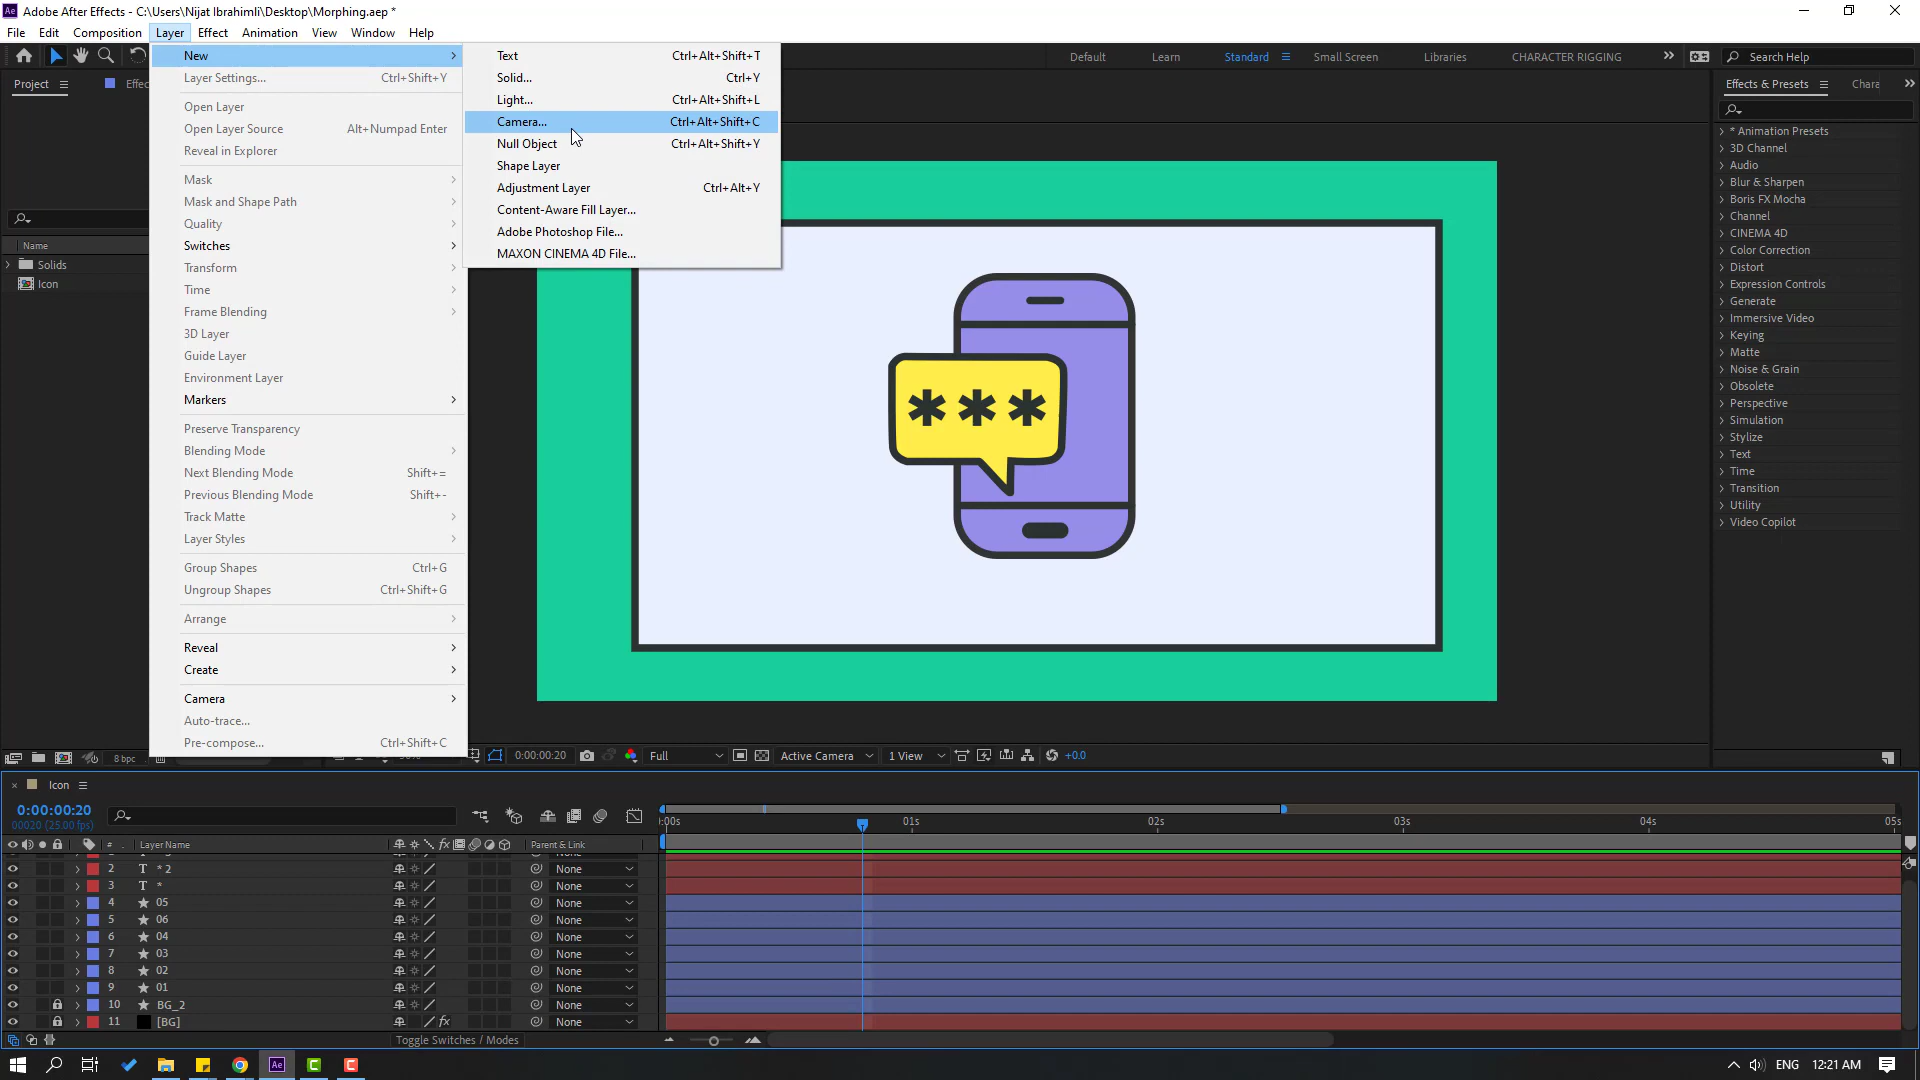 Ae Adobe After Effects - C:\Users\Nijat Ibrahimli\Desktop\Morphing.aep *
File Edit Composition Layer Effect Animation View Window Help
Default Learn Standard Small Screen Libraries CHARACTER RIGGING Search Help
Project Effec
Effects & Presets Chara
New
Layer Settings... Ctrl+Shift+Y
Open Layer
Open Layer Source Alt+Numpad Enter
Reveal in Explorer
Mask
Mask and Shape Path
Quality
Switches
Transform
Time
Frame Blending
3D Layer
Guide Layer
Environment Layer
Markers
Preserve Transparency
Blending Mode
Next Blending Mode Shift+=
Previous Blending Mode Shift+-
Track Matte
Layer Styles
Group Shapes Ctrl+G
Ungroup Shapes Ctrl+Shift+G
Arrange
Reveal
Create
Camera
Auto-trace...
Pre-compose... Ctrl+Shift+C
Text Ctrl+Alt+Shift+T
Solid... Ctrl+Y
Light... Ctrl+Alt+Shift+L
Camera... Ctrl+Alt+Shift+C
Null Object Ctrl+Alt+Shift+Y
Shape Layer
Adjustment Layer Ctrl+Alt+Y
Content-Aware Fill Layer...
Adobe Photoshop File...
MAXON CINEMA 4D File...
Name
Solids
Icon
***
* Animation Presets
3D Channel
Audio
Blur & Sharpen
Boris FX Mocha
Channel
CINEMA 4D
Color Correction
Distort
Expression Controls
Generate
Immersive Video
Keying
Matte
Noise & Grain
Obsolete
Perspective
Simulation
Stylize
Text
Time
Transition
Utility
Video Copilot
8 bpc 0:00:00:20 Full Active Camera 1 View +0.0
Icon
0:00:00:20
00020 (25.00 fps)
:00s 01s 02s 03s 04s 05s
# Layer Name fx Parent & Link
2 T * 2 None
3 T * None
4 05 None
5 06 None
6 04 None
7 03 None
8 02 None
9 01 None
10 BG_2 None
11 [BG] fx None
Toggle Switches / Modes
Ae C C ENG 12:21 AM